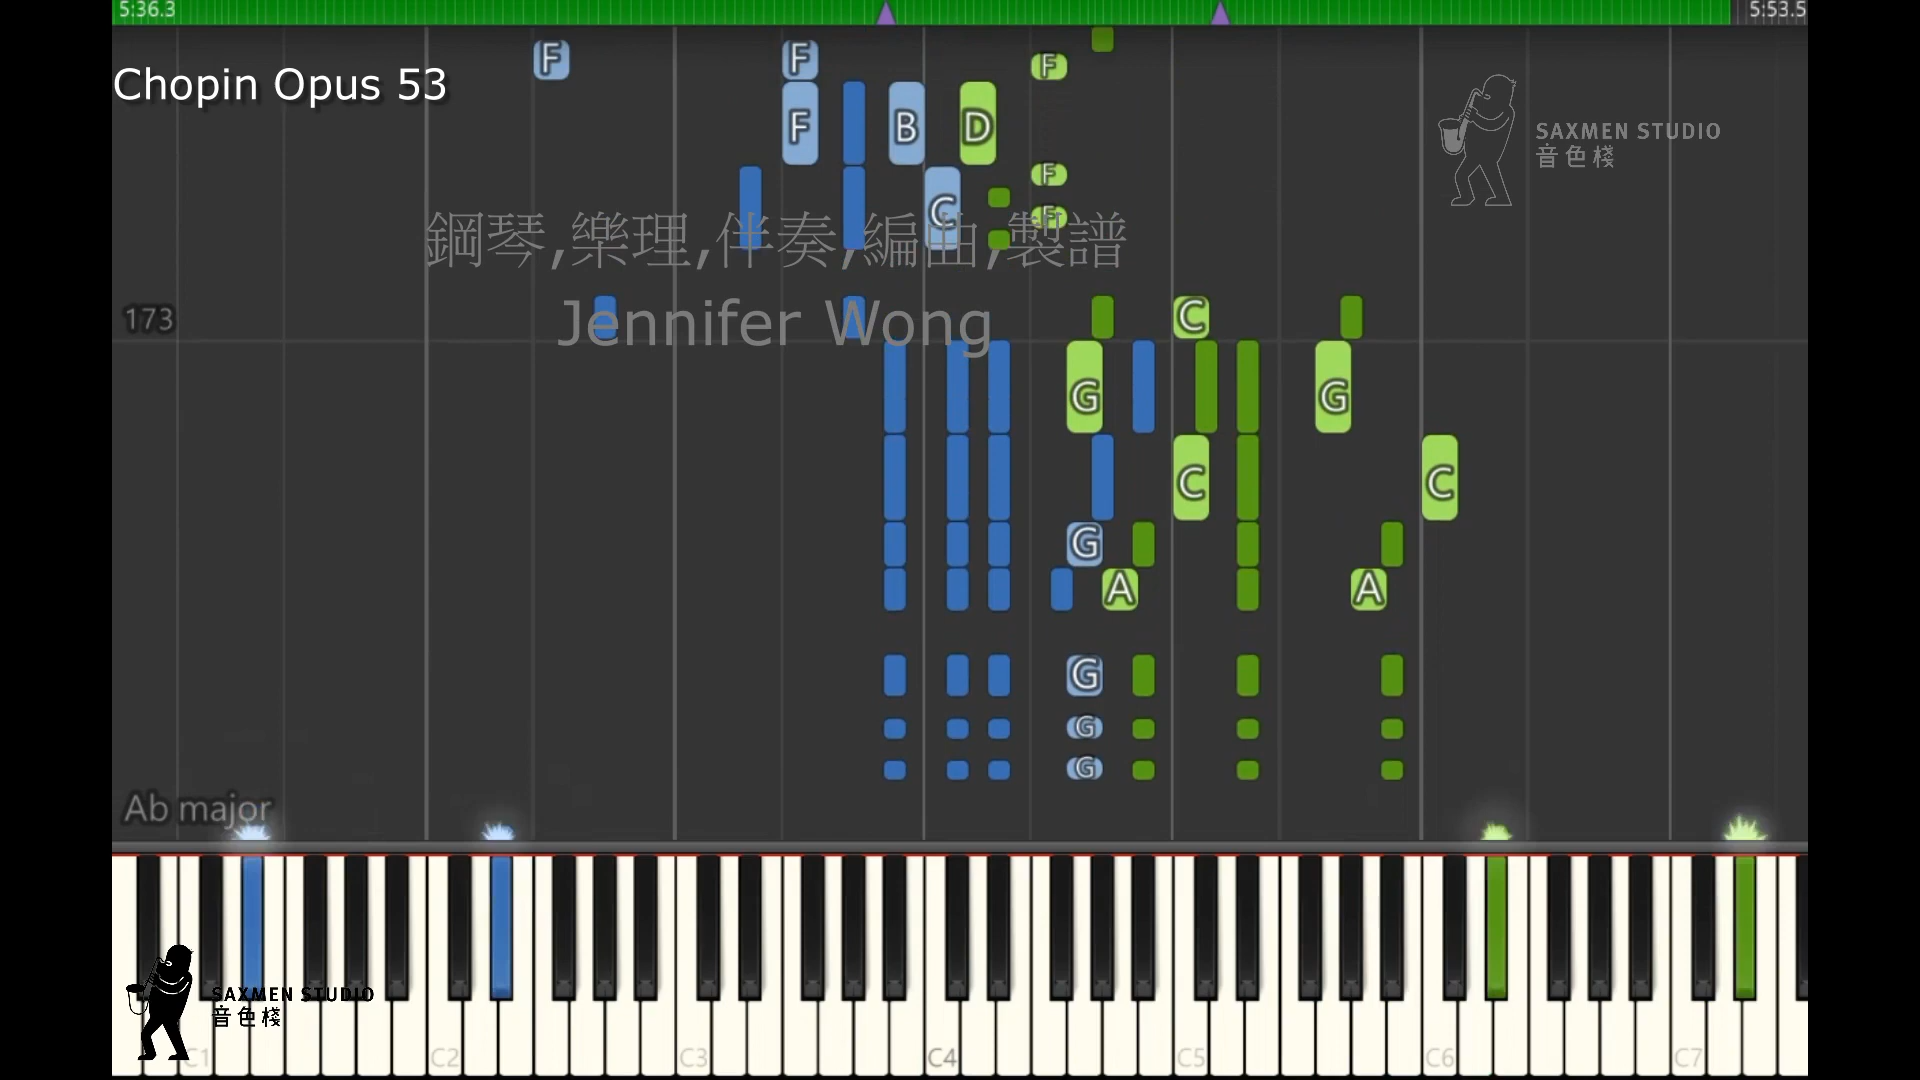 5:36.3 5:53.5
F F F
Chopin Opus 53
F B D
SAXMEN STUDIO
音色棧
F
C F
鋼琴,樂理,伴奏,編曲,製譜
173 C
Jennifer Wong
G G
C C
G
A A
G
G
G
Ab major
SAXMEN STUDIO
音色棧
C1 C2 C3 C4 C5 C6 C7